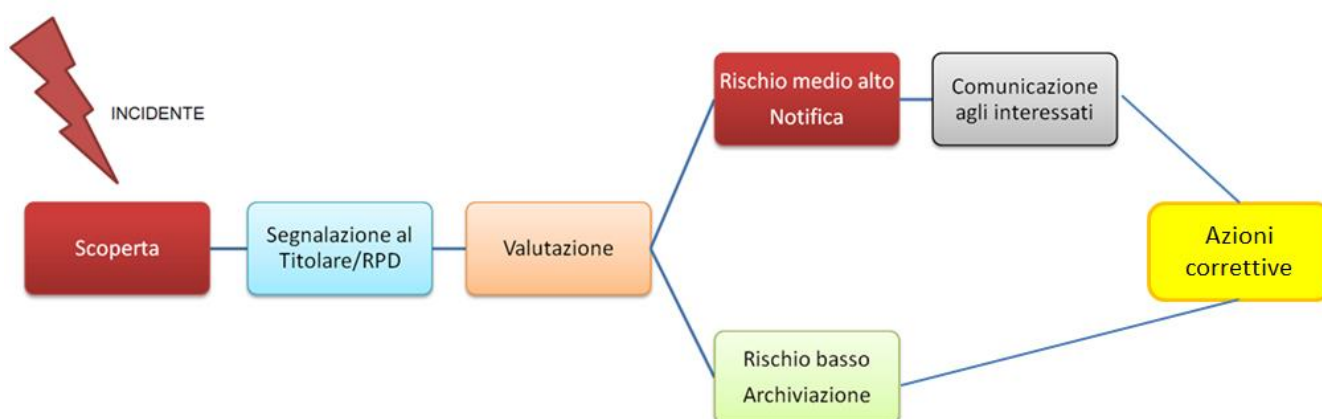 INCIDENTE
Scoperta
Segnalazione al
Titolare/RPD
Valutazione
Rischio medio alto
Notifica
Comunicazione
agli interessati
Rischio basso
Archiviazione
Azioni
correttive